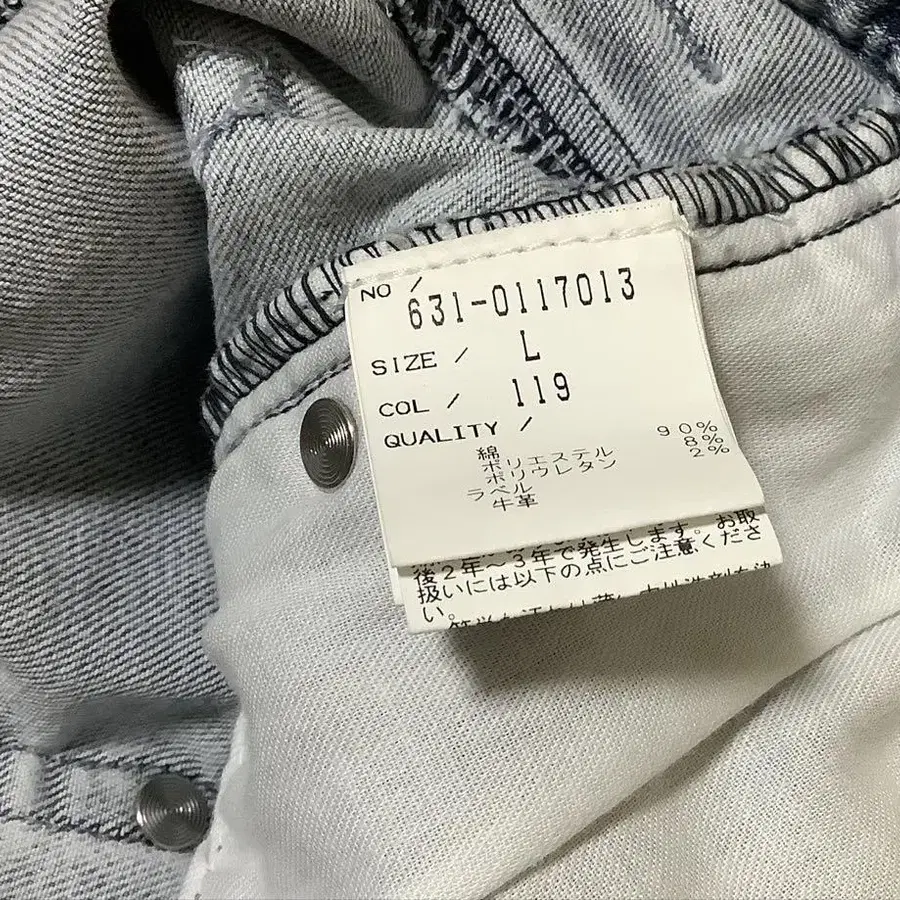 NO / 631-0117013
SIZE / L
COL / 119
QUALITY /
綿 90%
ポリエステル 8%
ポリウレタン 2%
ラベル
牛革
後2年~3年で発生します。お取
扱いには以下の点にご注意くださ
い。